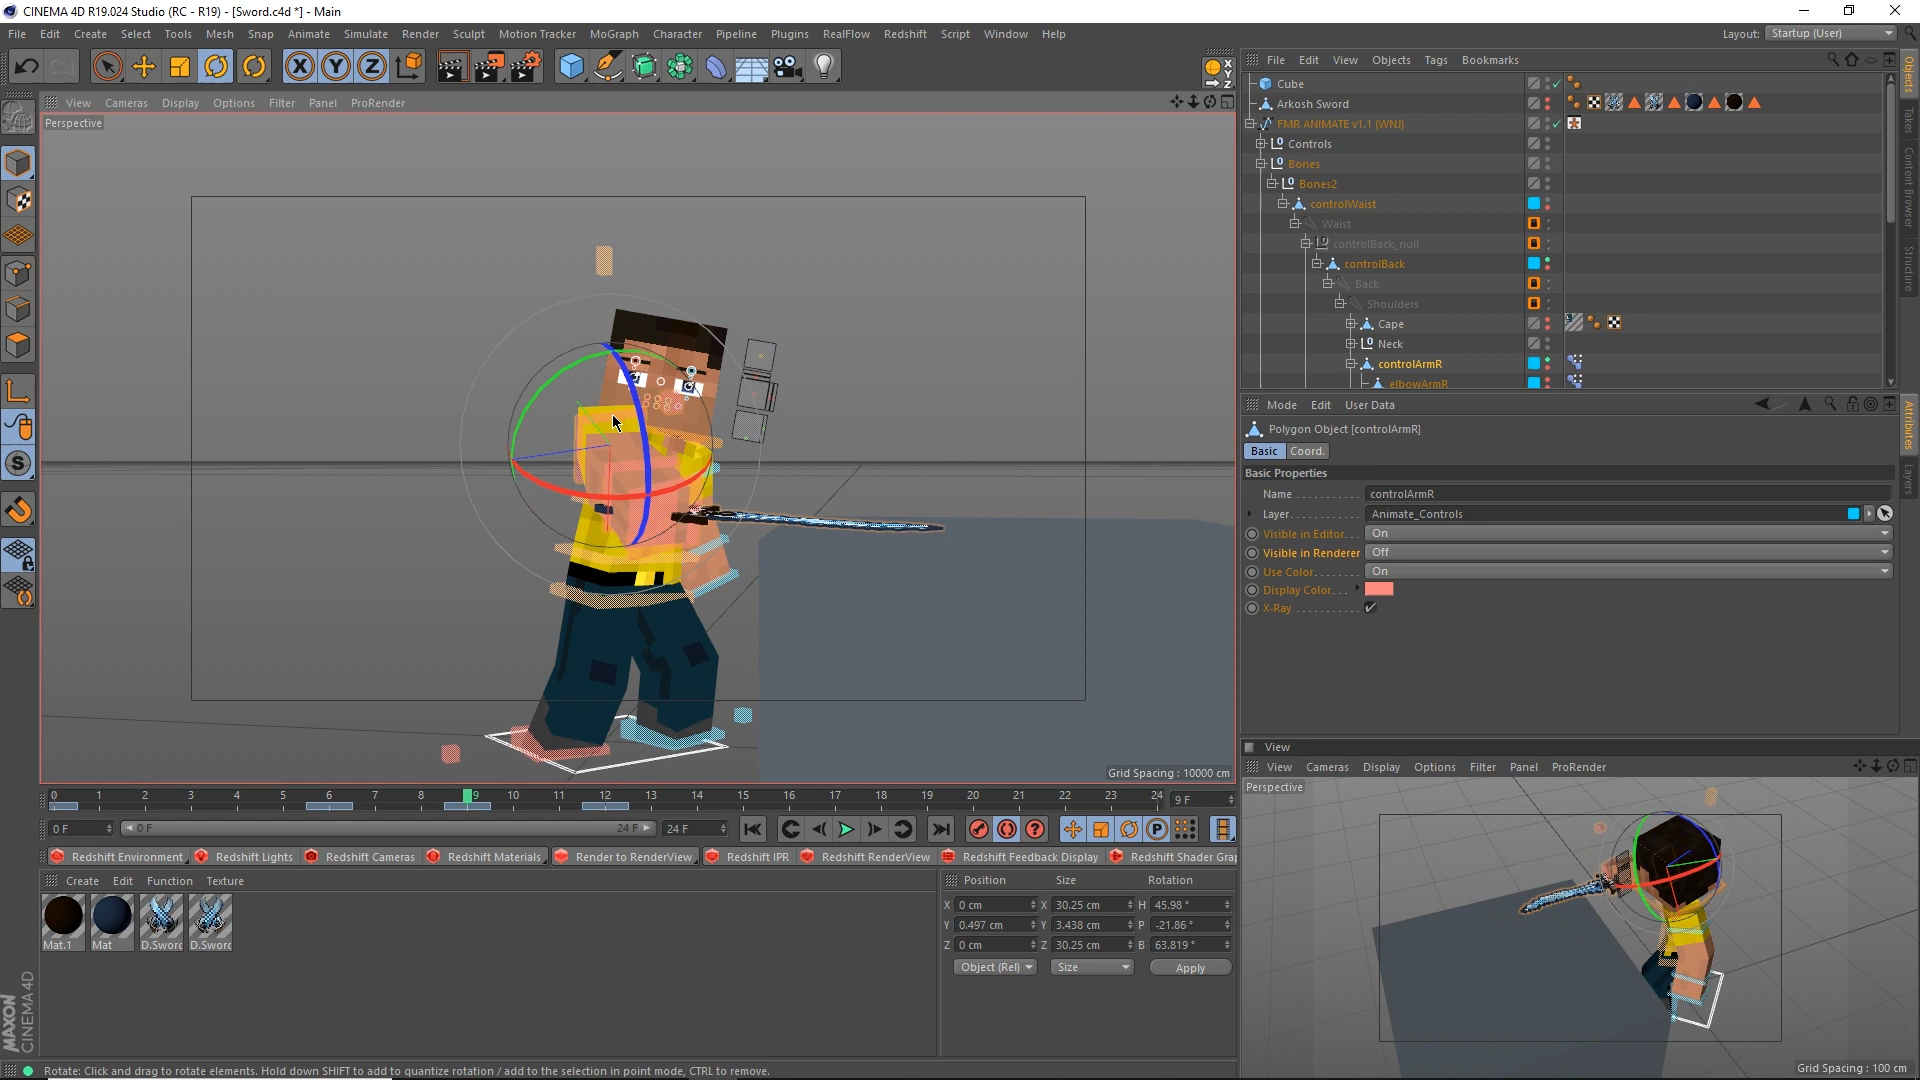 CINEMA 4D R19.024 Studio (RC - R19) - [Sword.c4d *] - Main
File Edit Create Select Tools Mesh Snap Animate Simulate Render Sculpt Motion Tracker MoGraph Character Pipeline Plugins RealFlow Redshift Script Window Help
Layout: Startup (User)
X Y Z
File Edit View Objects Tags Bookmarks
Objects
Takes
Content Browser
Structure
View Cameras Display Options Filter Panel ProRender
Perspective
Cube
Arkosh Sword
FMR ANIMATE v1.1 (WNJ)
Controls
Bones
Bones2
controlWaist
Waist
controlBack_null
controlBack
Back
Shoulders
Cape
Neck
controlArmR
elbowArmR
Mode Edit User Data
Attributes
Layers
Polygon Object [controlArmR]
Basic Coord.
Basic Properties
Name . . . . . . . . . . . controlArmR
Layer. . . . . . . . . . . Animate_Controls
Visible in Editor. . . On
Visible in Renderer Off
Use Color. . . . . . . . On
Display Color. . .
X-Ray . . . . . . . . . . .
Grid Spacing : 10000 cm
0 1 2 3 4 5 6 7 8 9 10 11 12 13 14 15 16 17 18 19 20 21 22 23 24
9 F
0 F 0 F 24 F 24 F
Redshift Environment Redshift Lights Redshift Cameras Redshift Materials Render to RenderView Redshift IPR Redshift RenderView Redshift Feedback Display Redshift Shader Grap
Create Edit Function Texture
Mat.1 Mat D.Sword D.Sword
Position Size Rotation
X 0 cm X 30.25 cm H 45.98 °
Y 0.497 cm Y 3.438 cm P -21.86 °
Z 0 cm Z 30.25 cm B 63.819 °
Object (Rel) Size Apply
View
View Cameras Display Options Filter Panel ProRender
Perspective
Grid Spacing : 100 cm
MAXON
CINEMA 4D
Rotate: Click and drag to rotate elements. Hold down SHIFT to add to quantize rotation / add to the selection in point mode, CTRL to remove.